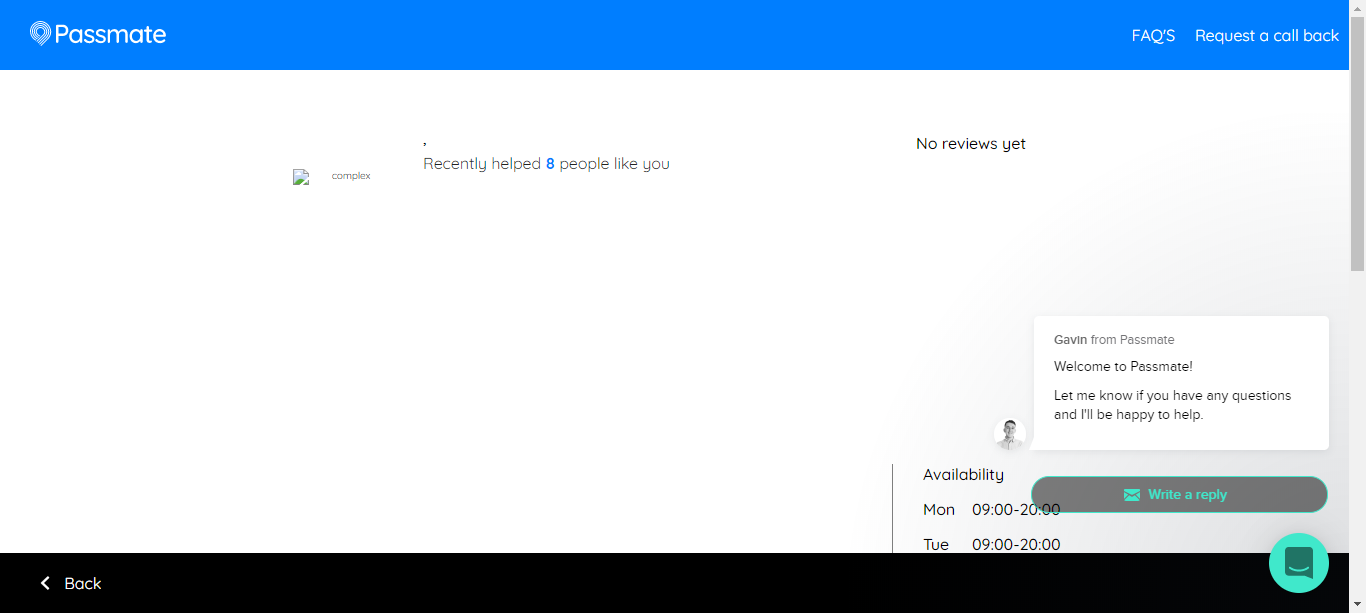 Passmate
FAQ'S
Request a call back
,
Recently helped 8 people like you
complex
No reviews yet
Gavin from Passmate
Welcome to Passmate!
Let me know if you have any questions
and I'll be happy to help.
Availability
Write a reply
Mon 09:00-20:00
Tue 09:00-20:00
Back